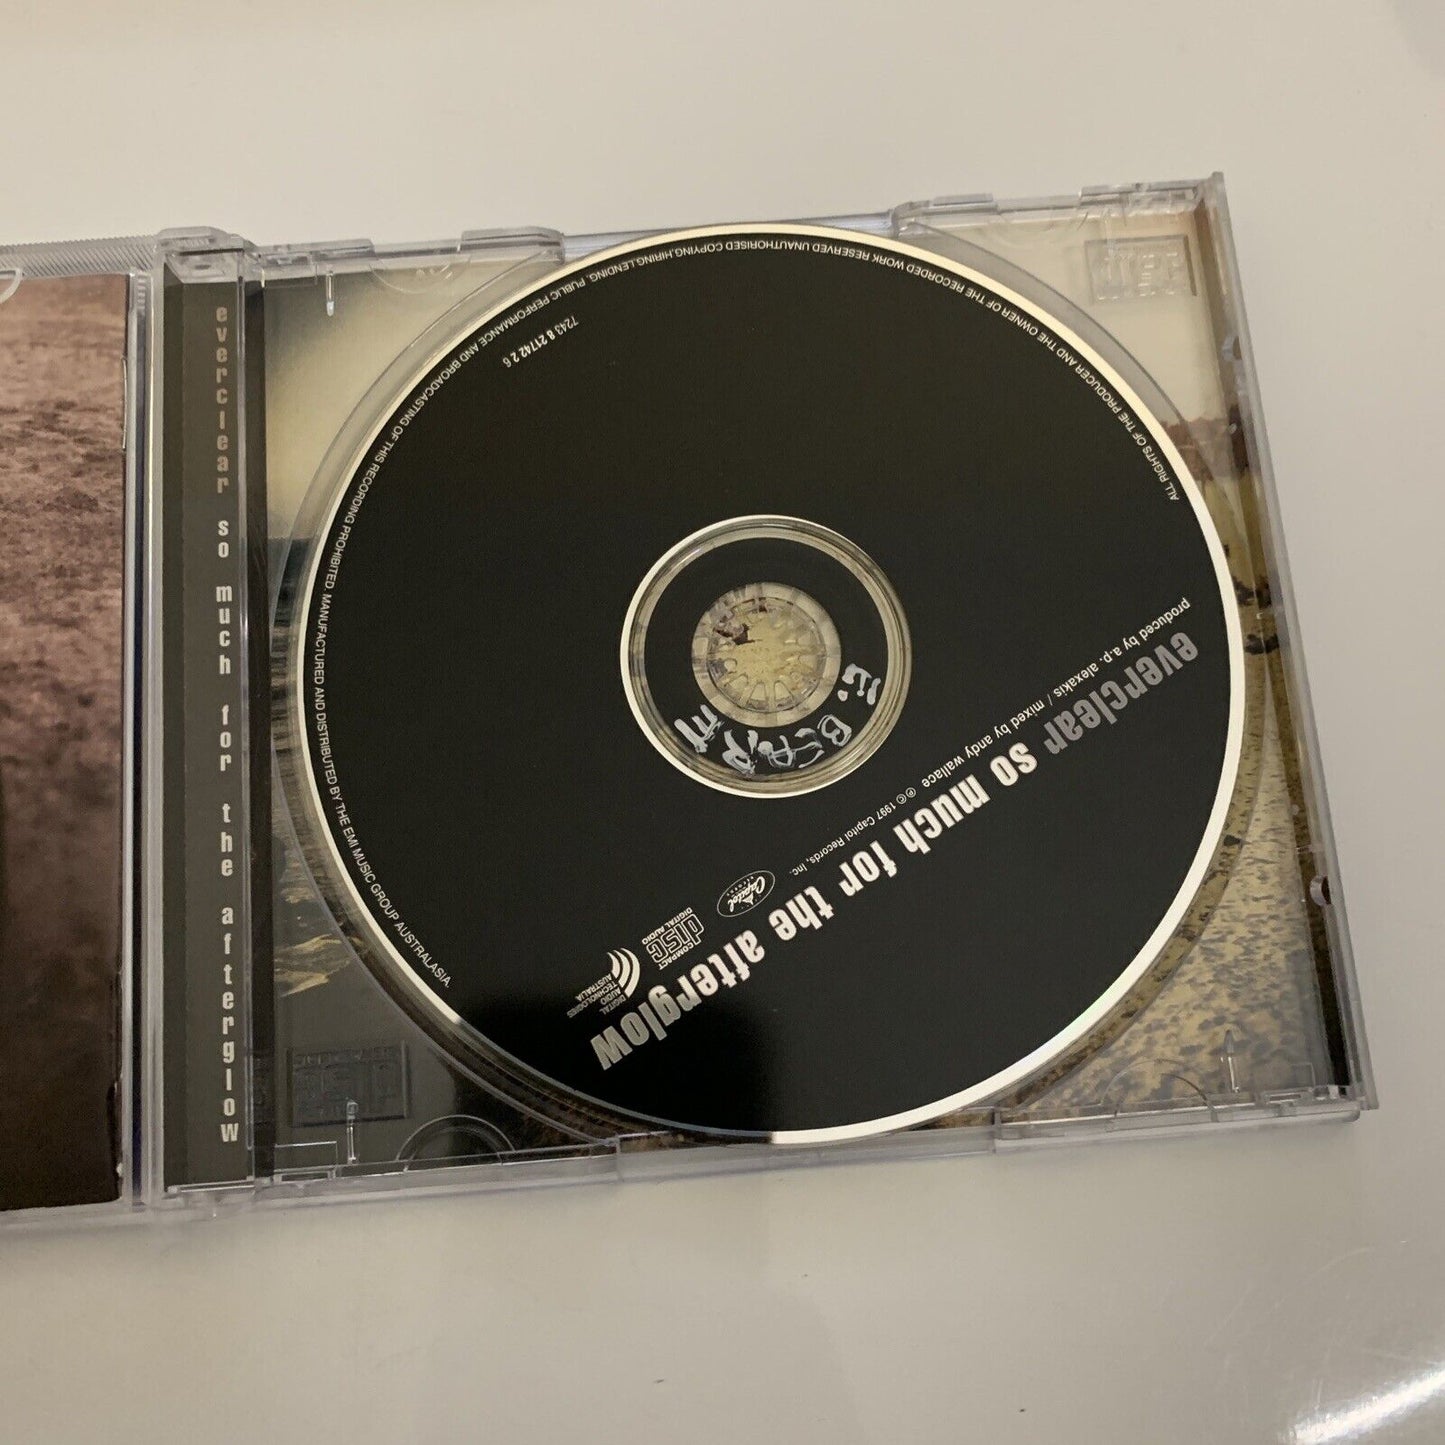 everclear so much for the afterglow
everclear so much for the afterglow
produced by a.p. alexakis / mixed by andy wallace ℗ © 1997 Capitol Records, Inc.
Capitol
RECORDS
COMPACT
disc
DIGITAL AUDIO
DIGITAL
AUDIO
TECHNOLOGIES
AUSTRALIA
7243 8 21742 2 6
ALL RIGHTS OF THE PRODUCER AND THE OWNER OF THE RECORDED WORK RESERVED UNAUTHORISED COPYING,HIRING,LENDING, PUBLIC PERFORMANCE AND BROADCASTING OF THIS RECORDING PROHIBITED. MANUFACTURED AND DISTRIBUTED BY THE EMI MUSIC GROUP AUSTRALASIA.